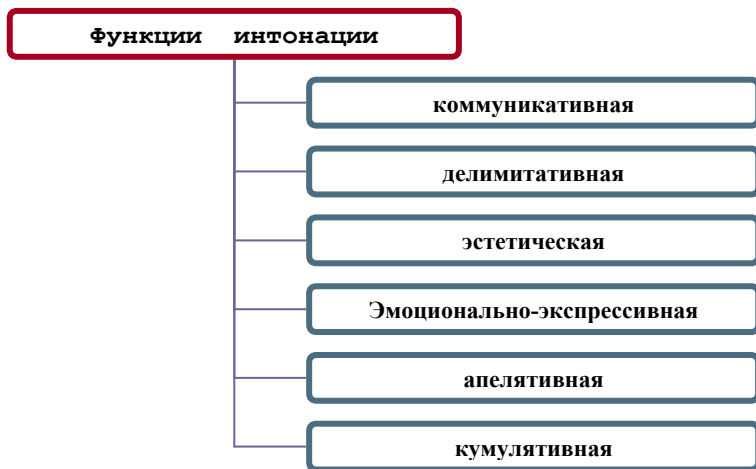 Функции интонации
коммуникативная
делимитативная
эстетическая
Эмоционально-экспрессивная
апелятивная
кумулятивная